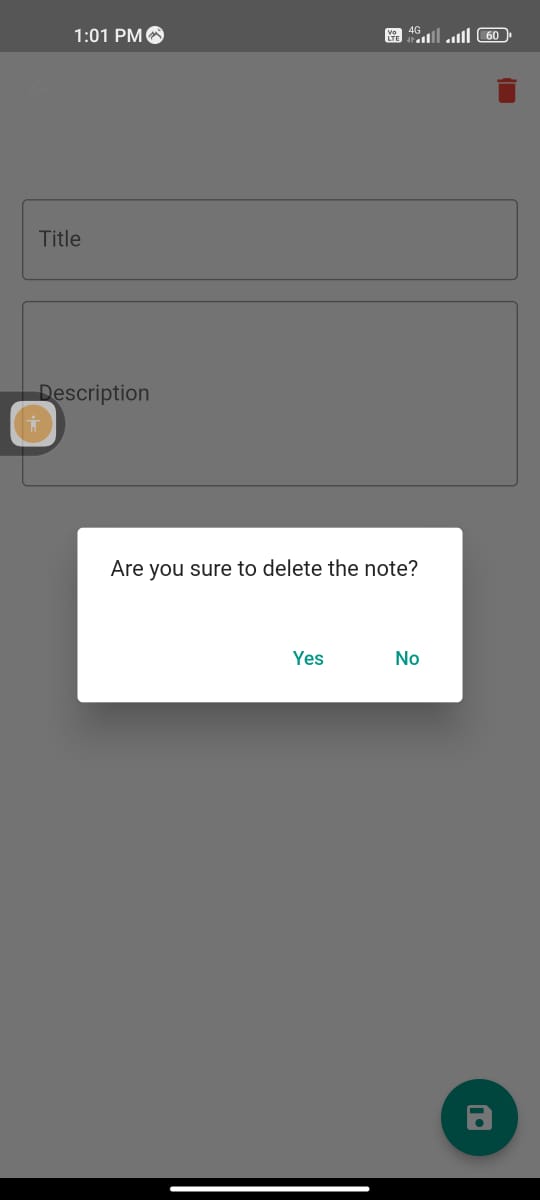 1:01 PM
Vo
LTE
4G
60
Title
Description
Are you sure to delete the note?
Yes
No